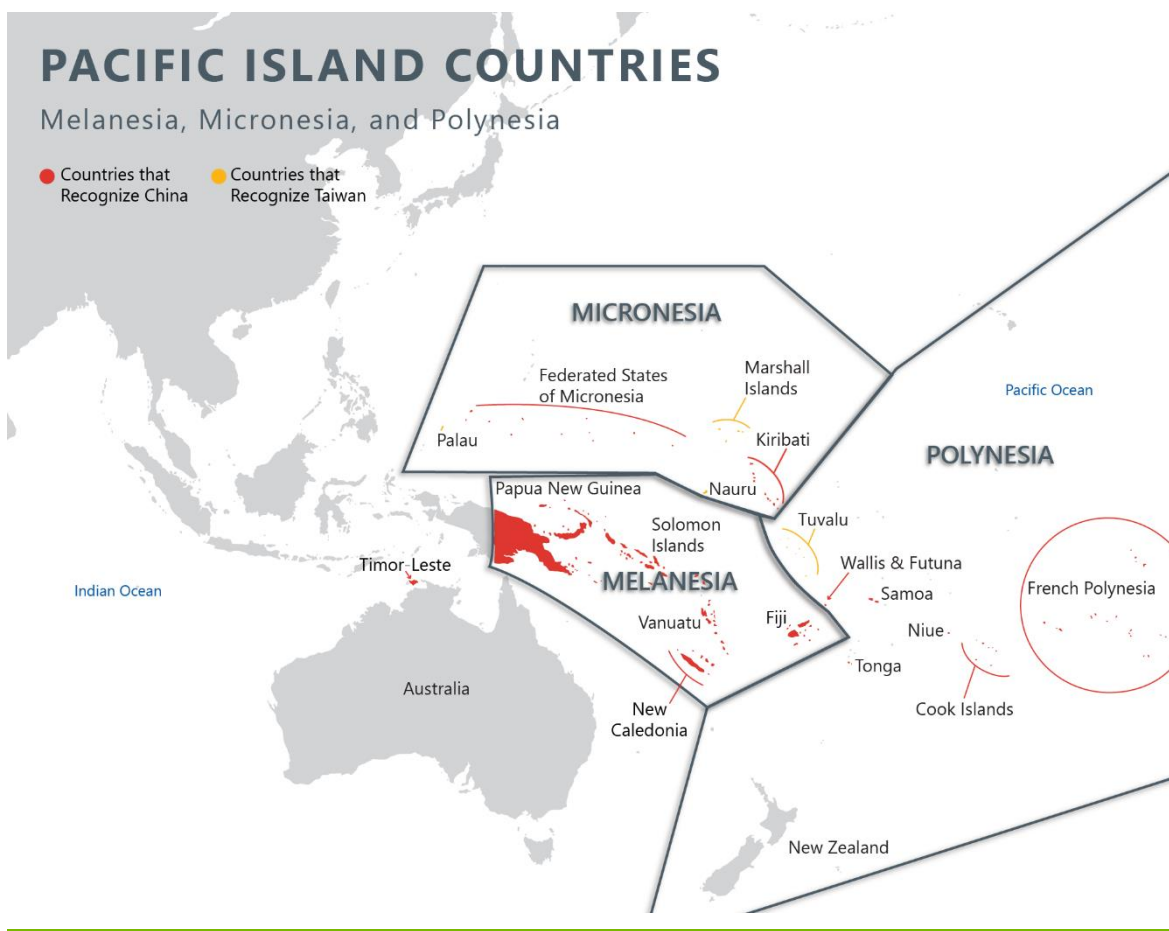 PACIFIC ISLAND COUNTRIES
Melanesia, Micronesia, and Polynesia
Countries that
Recognize China
Countries that
Recognize Taiwan
MICRONESIA
Federated States
of Micronesia
Marshall
Islands
Palau
Kiribati
Nauru
Pacific Ocean
POLYNESIA
Papua New Guinea
Solomon
Islands
Tuvalu
Timor-Leste
MELANESIA
Wallis & Futuna
Samoa
French Polynesia
Indian Ocean
Vanuatu
Fiji
Niue
Tonga
Australia
New
Caledonia
Cook Islands
New Zealand